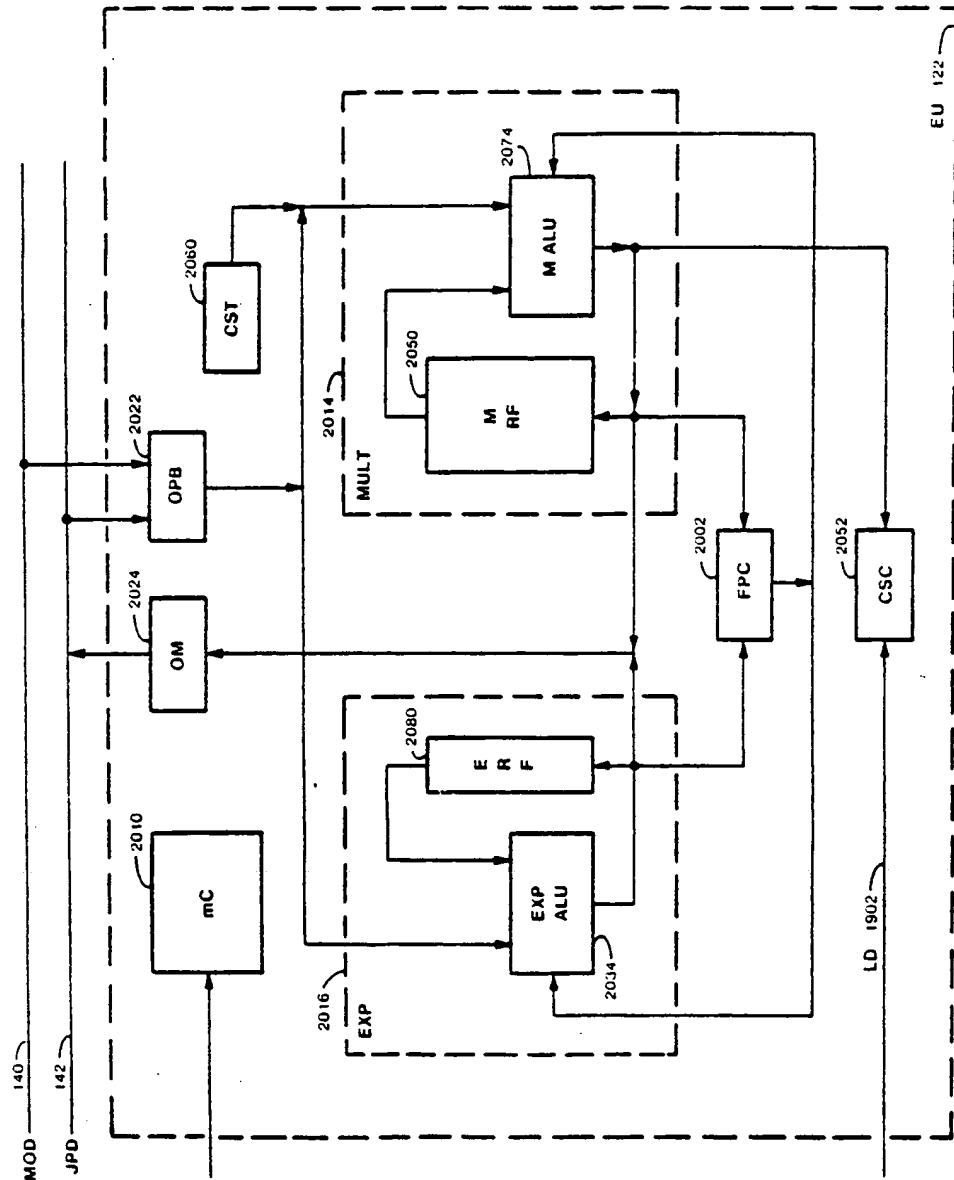 MOD 140
JPD 142
mC 2010
OM 2024
OPB 2022
CST 2060
2016
EXP
EXP
ALU
2034
E
R
F
2080
2014
MULT
M
RF
2050
M ALU
2074
FPC 2002
CSC 2052
LD 1902
EU 122